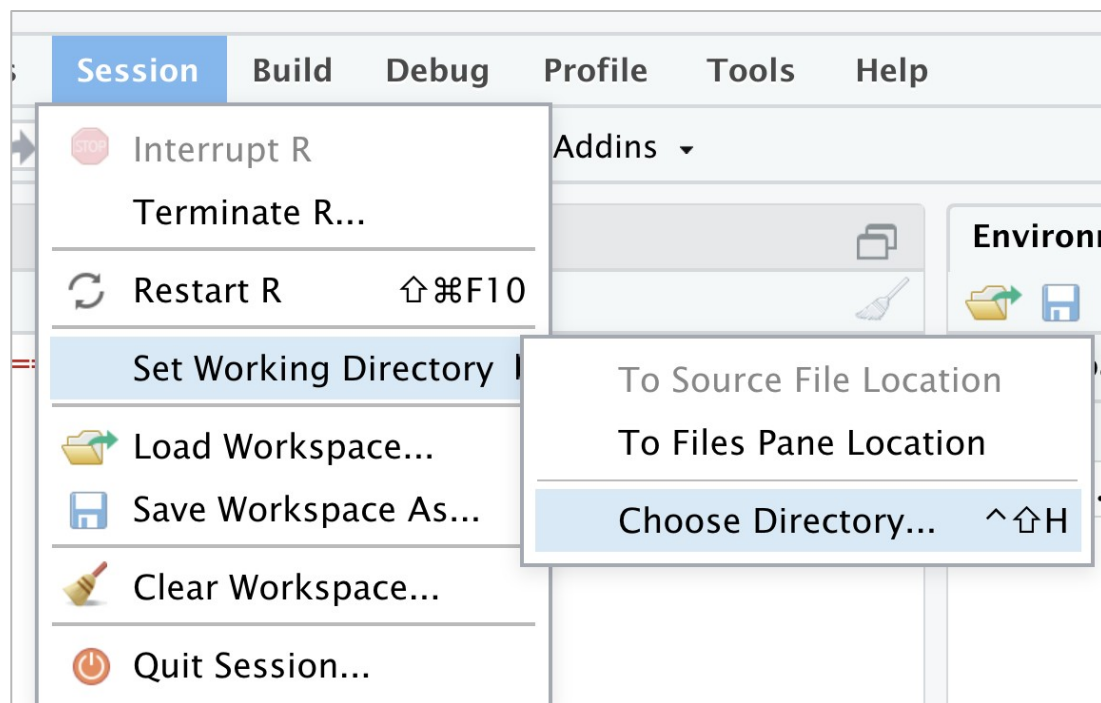 Session Build Debug Profile Tools Help
STOP Interrupt R
Addins
Terminate R...
Environ
Restart R ⇧⌘F10
Set Working Directory
To Source File Location
To Files Pane Location
Choose Directory... ^⇧H
Load Workspace...
Save Workspace As...
Clear Workspace...
Quit Session...